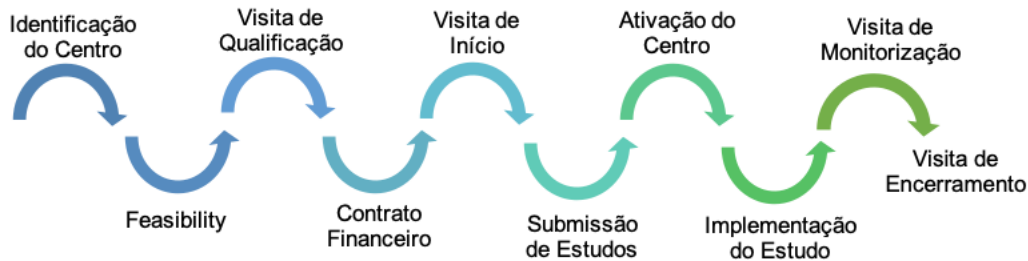 Identificação
do Centro
Feasibility
Visita de
Qualificação
Contrato
Financeiro
Visita de
Início
Submissão
de Estudos
Ativação do
Centro
Implementação
do Estudo
Visita de
Monitorização
Visita de
Encerramento